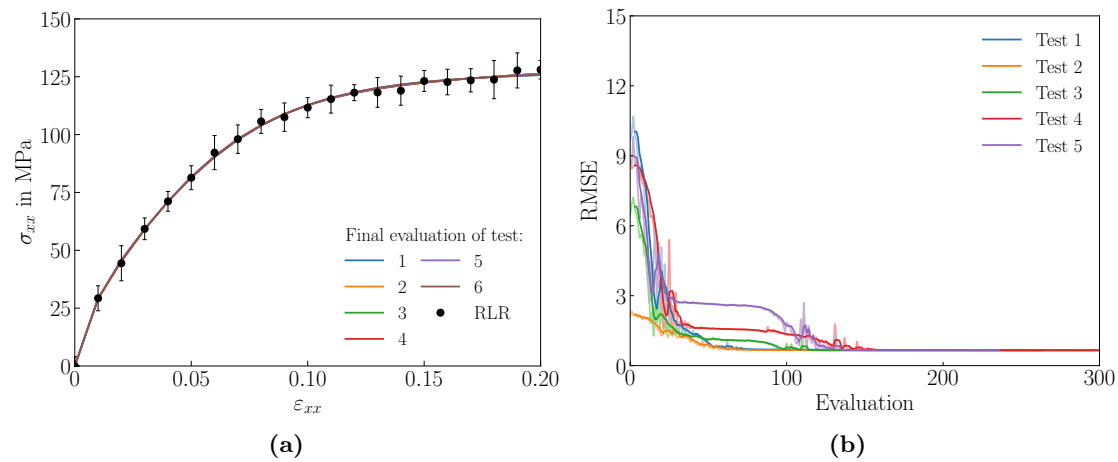 150
125
100
75
50
25
0
σxx in MPa
Final evaluation of test:
1 5
2 6
3 RLR
4
0 0.05 0.10 0.15 0.20
εxx
(a)
15
12
9
6
3
0
RMSE
Test 1
Test 2
Test 3
Test 4
Test 5
0 100 200 300
Evaluation
(b)